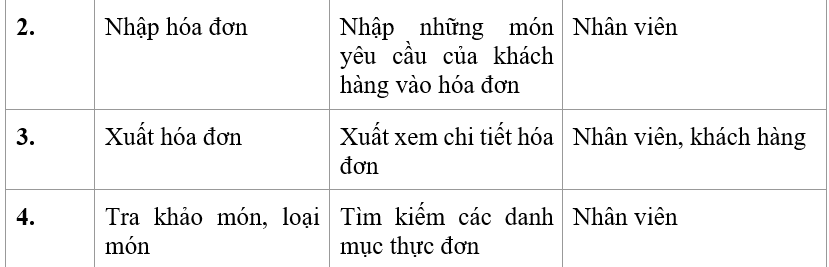 2. Nhập hóa đơn Nhập những món Nhân viên
yêu cầu của khách
hàng vào hóa đơn
3. Xuất hóa đơn Xuất xem chi tiết hóa Nhân viên, khách hàng
đơn
4. Tra khảo món, loại Tìm kiếm các danh Nhân viên
món mục thực đơn